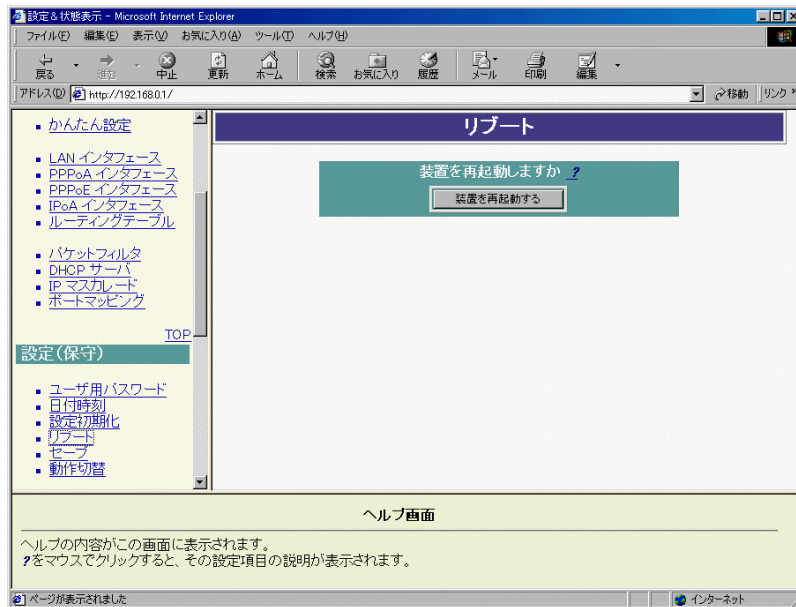 設定&状態表示 - Microsoft Internet Explorer
ファイル(F) 編集(E) 表示(V) お気に入り(A) ツール(T) ヘルプ(H)
戻る 進む 中止 更新 ホーム 検索 お気に入り 履歴 メール 印刷 編集
アドレス(D) http://192.168.0.1/ 移動 リンク »
かんたん設定
LAN インタフェース
PPPoA インタフェース
PPPoE インタフェース
IPoA インタフェース
ルーティングテーブル
パケットフィルタ
DHCP サーバ
IP マスカレード
ポートマッピング
TOP
設定(保守)
ユーザ用パスワード
日付時刻
設定初期化
リブート
セーブ
動作切替
リブート
装置を再起動しますか ?
装置を再起動する
ヘルプ画面
ヘルプの内容がこの画面に表示されます。
?をマウスでクリックすると、その設定項目の説明が表示されます。
ページが表示されました
インターネット